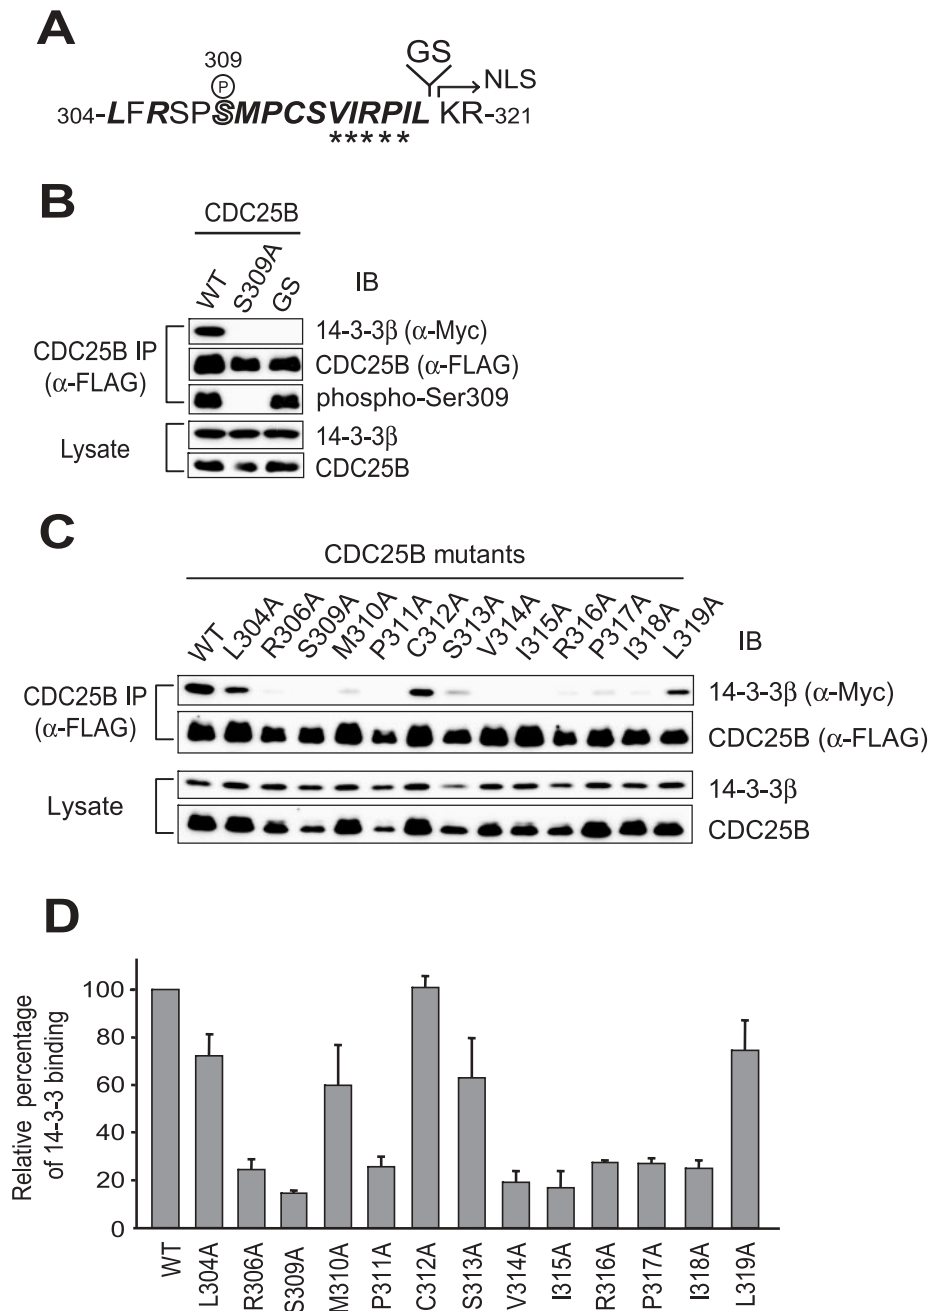 A
GS
309
P
NLS
304-LFRSPSMPCSVIRPIL KR-321
*****
B
CDC25B
WT S309A GS
IB
CDC25B IP
(α-FLAG)
14-3-3β (α-Myc)
CDC25B (α-FLAG)
phospho-Ser309
Lysate
14-3-3β
CDC25B
C
CDC25B mutants
WT L304A R306A S309A M310A P311A C312A S313A V314A I315A R316A P317A I318A L319A
IB
CDC25B IP
(α-FLAG)
14-3-3β (α-Myc)
CDC25B (α-FLAG)
Lysate
14-3-3β
CDC25B
D
Relative percentage
of 14-3-3 binding
100
80
60
40
20
0
WT L304A R306A S309A M310A P311A C312A S313A V314A I315A R316A P317A I318A L319A